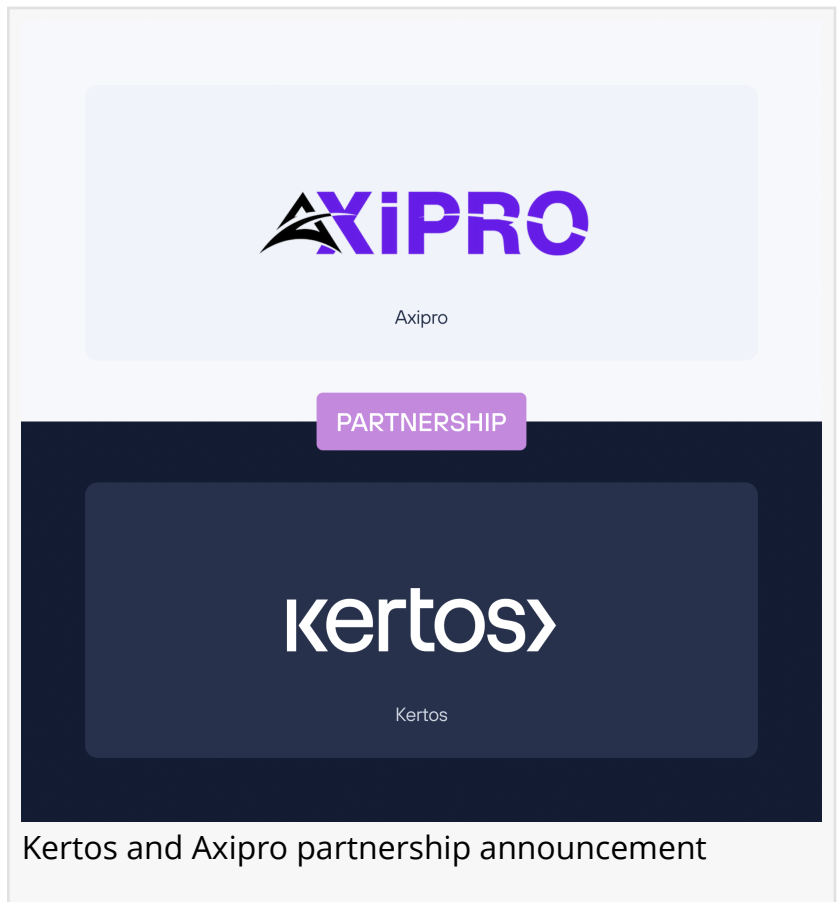 AXiPRO
Axipro
PARTNERSHIP
kertos
Kertos
Kertos and Axipro partnership announcement